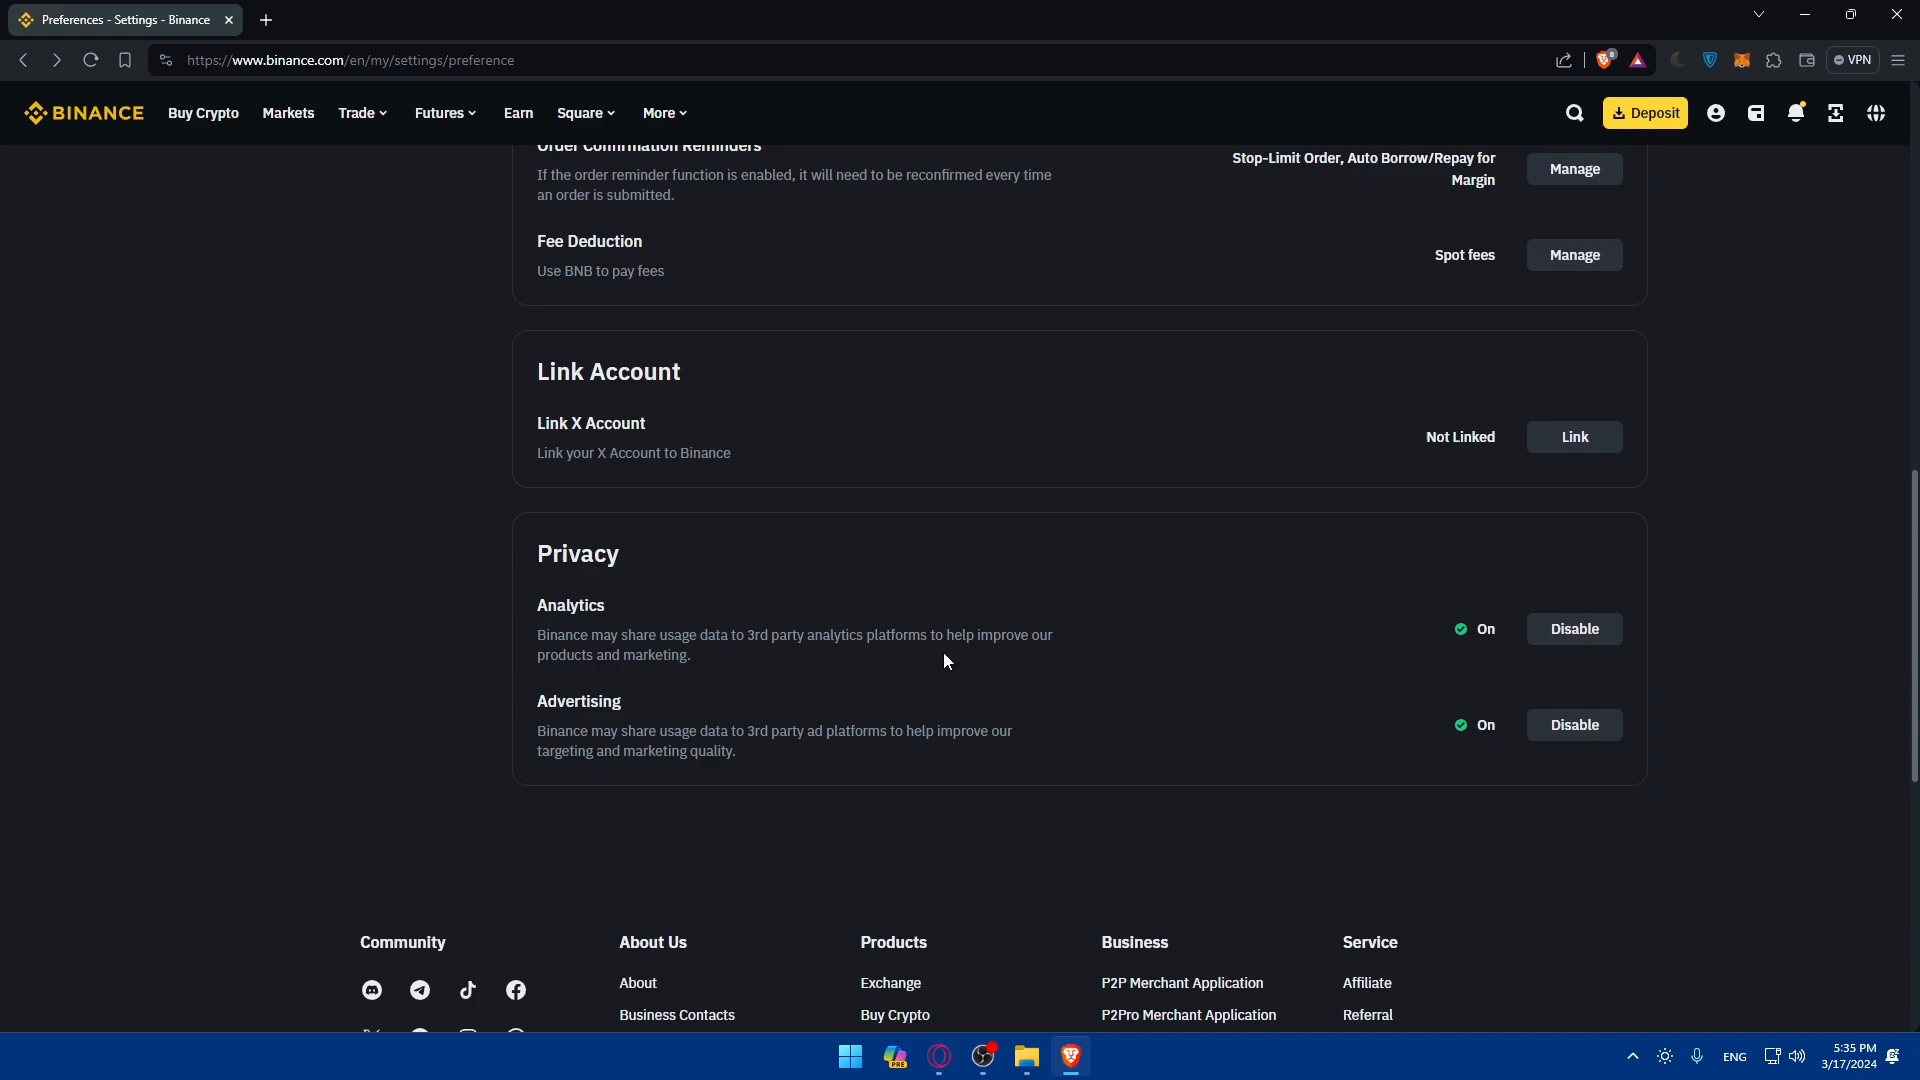 Preferences - Settings - Binance
https://www.binance.com/en/my/settings/preference
8
VPN
BINANCE
Buy Crypto
Markets
Trade
Futures
Earn
Square
More
Deposit
Order Confirmation Reminders
If the order reminder function is enabled, it will need to be reconfirmed every time
an order is submitted.
Stop-Limit Order, Auto Borrow/Repay for
Margin
Manage
Fee Deduction
Use BNB to pay fees
Spot fees
Manage
Link Account
Link X Account
Link your X Account to Binance
Not Linked
Link
Privacy
Analytics
Binance may share usage data to 3rd party analytics platforms to help improve our
products and marketing.
On
Disable
Advertising
Binance may share usage data to 3rd party ad platforms to help improve our
targeting and marketing quality.
On
Disable
Community
About Us
About
Business Contacts
Products
Exchange
Buy Crypto
Business
P2P Merchant Application
P2Pro Merchant Application
Service
Affiliate
Referral
PRE
ENG
5:35 PM
3/17/2024